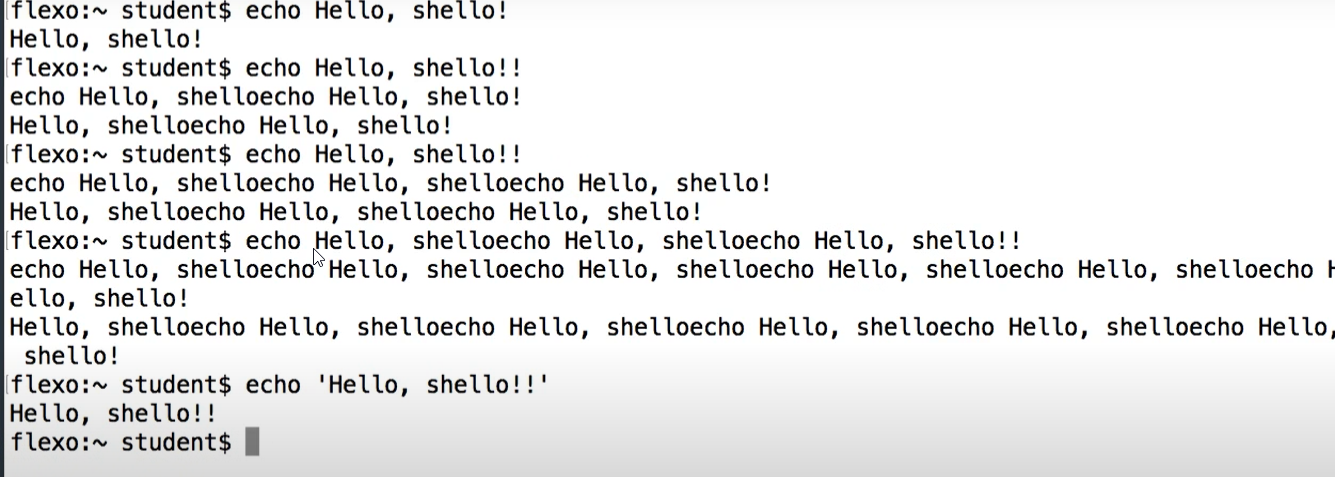 flexo:~ student$ echo Hello, shello!
Hello, shello!
flexo:~ student$ echo Hello, shello!!
echo Hello, shelloecho Hello, shello!
Hello, shelloecho Hello, shello!
flexo:~ student$ echo Hello, shello!!
echo Hello, shelloecho Hello, shelloecho Hello, shello!
Hello, shelloecho Hello, shelloecho Hello, shello!
flexo:~ student$ echo Hello, shelloecho Hello, shelloecho Hello, shello!!
echo Hello, shelloecho Hello, shelloecho Hello, shelloecho Hello, shelloecho Hello, shelloecho H
ello, shello!
Hello, shelloecho Hello, shelloecho Hello, shelloecho Hello, shelloecho Hello, shelloecho Hello,
 shello!
flexo:~ student$ echo 'Hello, shello!!'
Hello, shello!!
flexo:~ student$